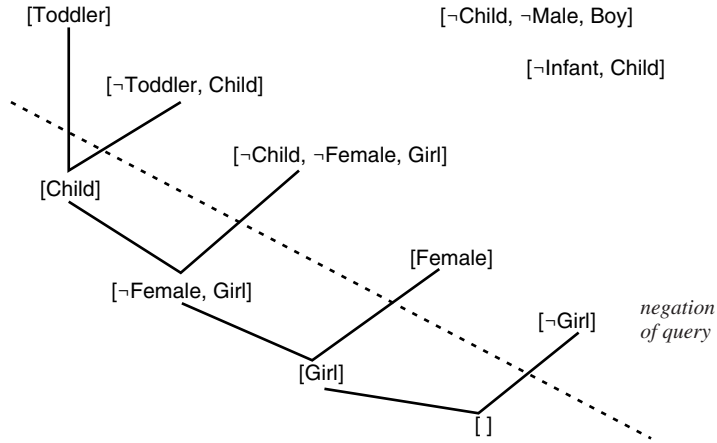 [Toddler]
[¬Child, ¬Male, Boy]
[¬Infant, Child]
[¬Toddler, Child]
[¬Child, ¬Female, Girl]
[Child]
[Female]
[¬Female, Girl]
[¬Girl]
negation
of query
[Girl]
[ ]